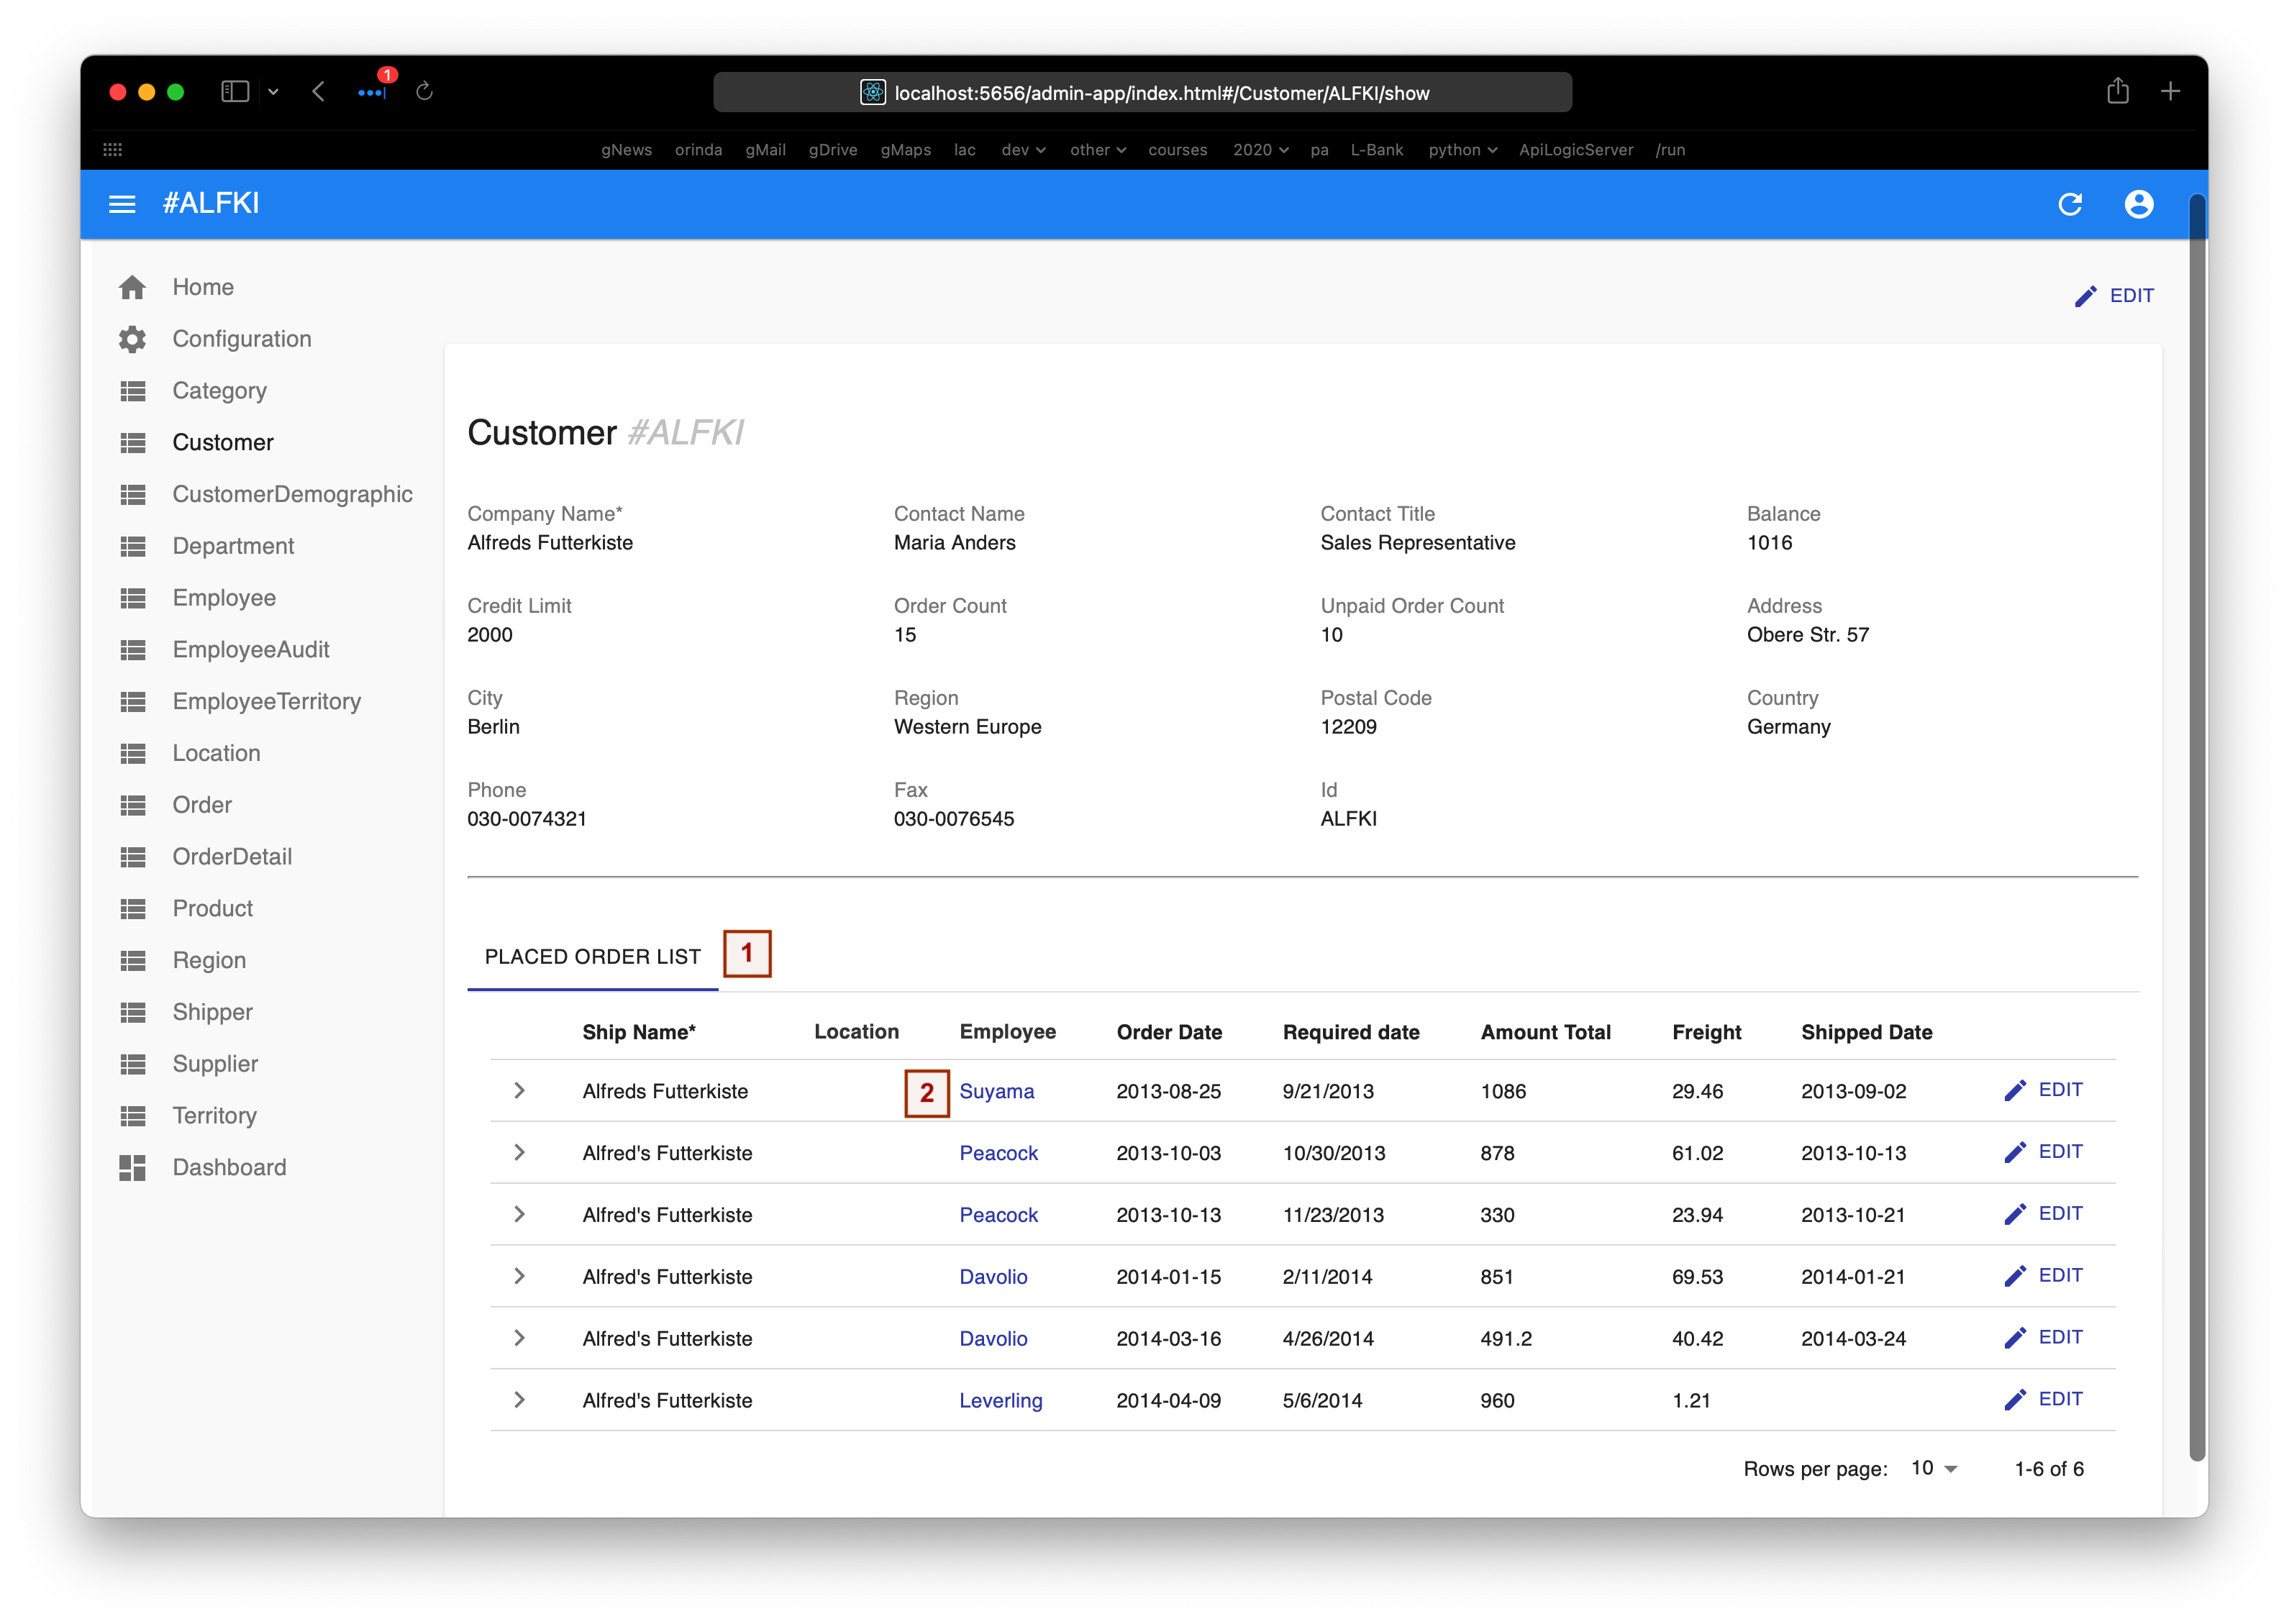 1
localhost:5656/admin-app/index.html#/Customer/ALFKI/show
gNews orinda gMail gDrive gMaps lac dev other courses 2020 pa L-Bank python ApiLogicServer /run
#ALFKI
Home
Configuration
Category
Customer
CustomerDemographic
Department
Employee
EmployeeAudit
EmployeeTerritory
Location
Order
OrderDetail
Product
Region
Shipper
Supplier
Territory
Dashboard
EDIT
Customer #ALFKI
Company Name* Contact Name Contact Title Balance
Alfreds Futterkiste Maria Anders Sales Representative 1016
Credit Limit Order Count Unpaid Order Count Address
2000 15 10 Obere Str. 57
City Region Postal Code Country
Berlin Western Europe 12209 Germany
Phone Fax Id
030-0074321 030-0076545 ALFKI
PLACED ORDER LIST 1
Ship Name* Location Employee Order Date Required date Amount Total Freight Shipped Date
Alfreds Futterkiste 2 Suyama 2013-08-25 9/21/2013 1086 29.46 2013-09-02 EDIT
Alfred's Futterkiste Peacock 2013-10-03 10/30/2013 878 61.02 2013-10-13 EDIT
Alfred's Futterkiste Peacock 2013-10-13 11/23/2013 330 23.94 2013-10-21 EDIT
Alfred's Futterkiste Davolio 2014-01-15 2/11/2014 851 69.53 2014-01-21 EDIT
Alfred's Futterkiste Davolio 2014-03-16 4/26/2014 491.2 40.42 2014-03-24 EDIT
Alfred's Futterkiste Leverling 2014-04-09 5/6/2014 960 1.21 EDIT
Rows per page: 10 1-6 of 6